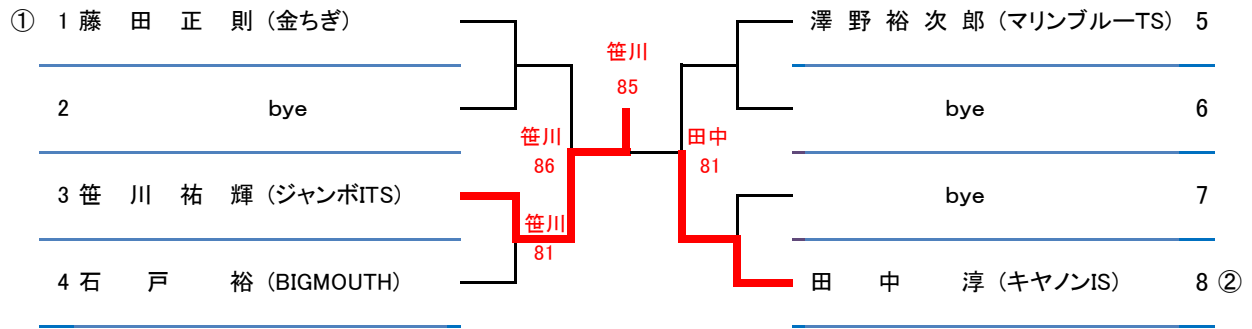 ① 1 藤 田 正 則 (金ちぎ)
2 bye
3 笹 川 祐 輝 (ジャンボITS)
4 石 戸 裕 (BIGMOUTH)
笹川
81
笹川
86
笹川
85
田中
81
澤 野 裕 次 郎 (マリンブルーTS) 5
bye 6
bye 7
田 中 淳 (キヤノンIS) 8 ②